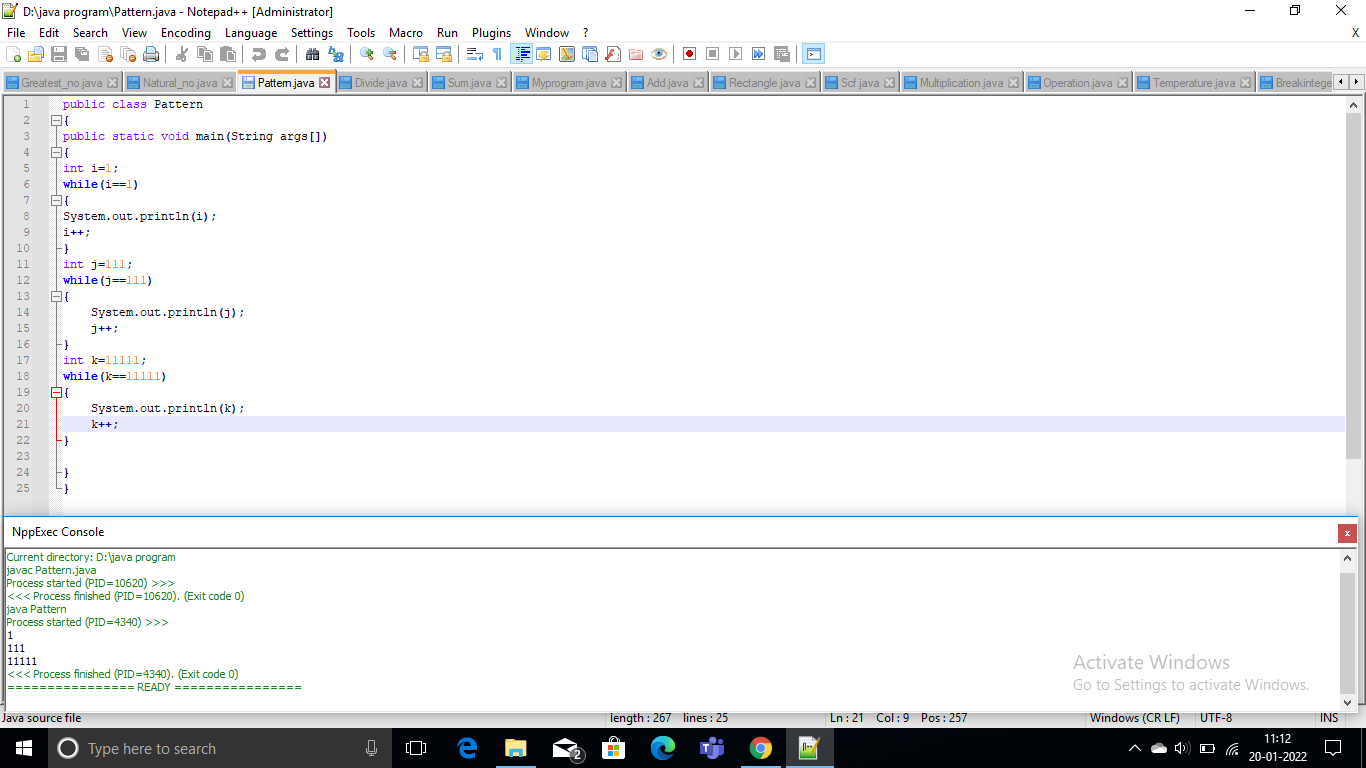 D:\java program\Pattern.java - Notepad++ [Administrator]
File Edit Search View Encoding Language Settings Tools Macro Run Plugins Window ? X
Greatest_no.java Natural_no.java Pattern.java Divide.java Sum.java Myprogram.java Add.java Rectangle.java Scf.java Multiplication.java Operation.java Temperature.java Breakintege
1 public class Pattern
2 {
3 public static void main(String args[])
4 {
5 int i=1;
6 while(i==1)
7 {
8 System.out.println(i);
9 i++;
10 }
11 int j=111;
12 while(j==111)
13 {
14 System.out.println(j);
15 j++;
16 }
17 int k=11111;
18 while(k==11111)
19 {
20 System.out.println(k);
21 k++;
22 }
23
24 }
25 }
NppExec Console x
Current directory: D:\java program
javac Pattern.java
Process started (PID=10620) >>>
<<< Process finished (PID=10620). (Exit code 0)
java Pattern
Process started (PID=4340) >>>
1
111
11111
<<< Process finished (PID=4340). (Exit code 0)
================ READY ================
Activate Windows
Go to Settings to activate Windows.
Java source file length : 267 lines : 25 Ln : 21 Col : 9 Pos : 257 Windows (CR LF) UTF-8 INS
Type here to search 2 11:12
20-01-2022